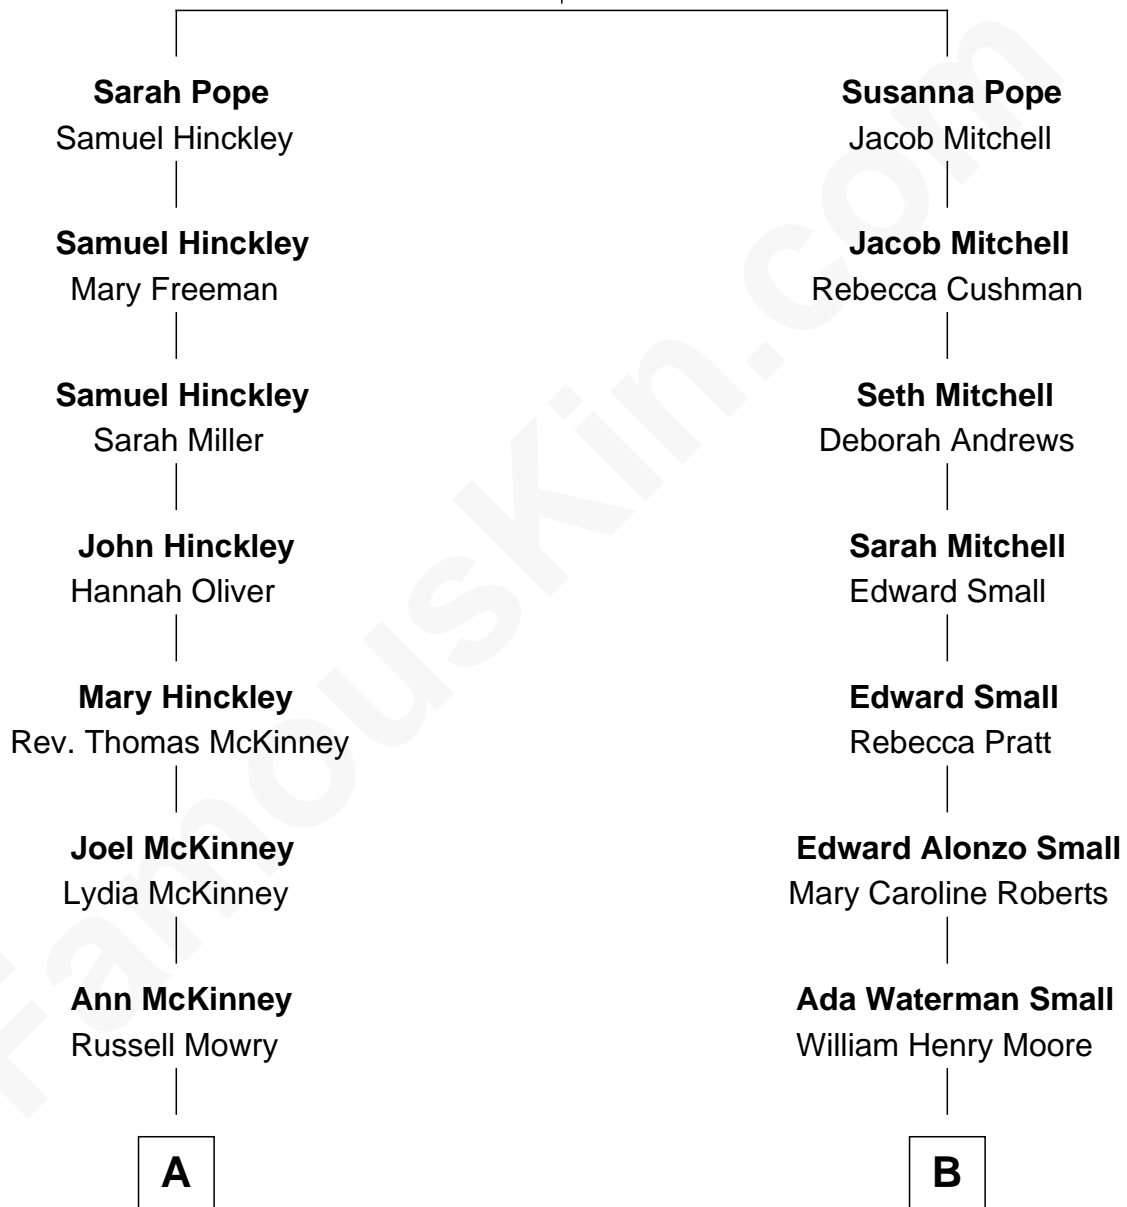 Sarah Pope
Samuel Hinckley
Samuel Hinckley
Mary Freeman
Samuel Hinckley
Sarah Miller
John Hinckley
Hannah Oliver
Mary Hinckley
Rev. Thomas McKinney
Joel McKinney
Lydia McKinney
Ann McKinney
Russell Mowry
A
Susanna Pope
Jacob Mitchell
Jacob Mitchell
Rebecca Cushman
Seth Mitchell
Deborah Andrews
Sarah Mitchell
Edward Small
Edward Small
Rebecca Pratt
Edward Alonzo Small
Mary Caroline Roberts
Ada Waterman Small
William Henry Moore
B
FamousKin.com